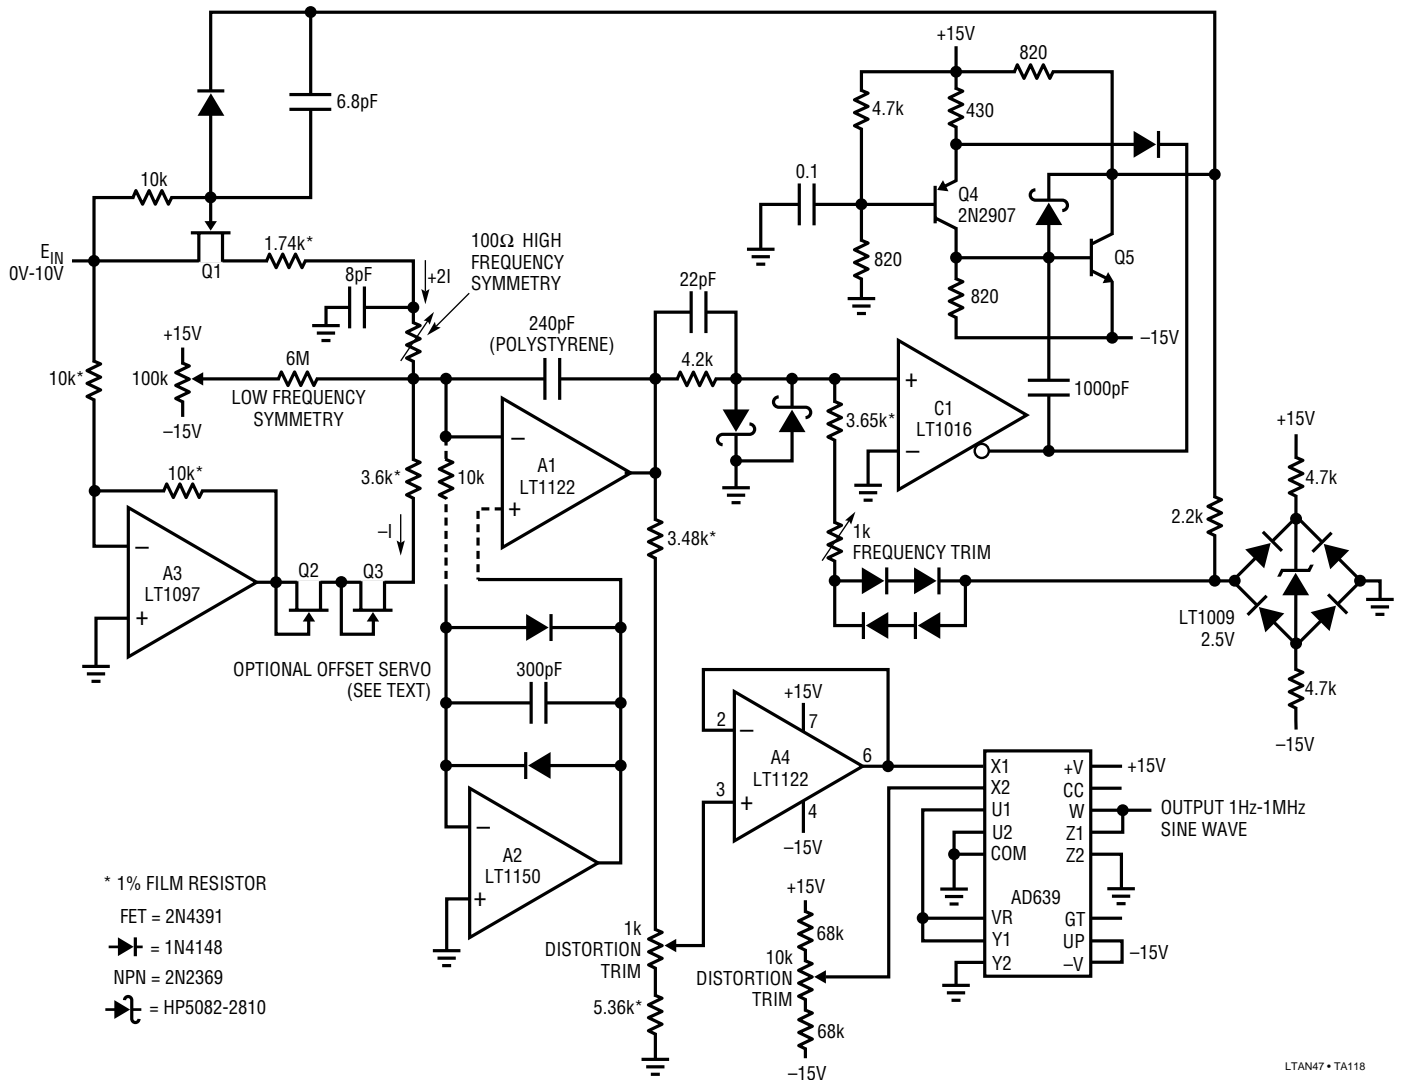 +15V
820
4.7k
430
6.8pF
0.1
Q4
2N2907
10k
E_IN
0V-10V
Q1
1.74k*
+2I
100Ω HIGH
FREQUENCY
SYMMETRY
8pF
820
820
Q5
–15V
22pF
+15V
100k
–15V
10k*
6M
LOW FREQUENCY
SYMMETRY
240pF
(POLYSTYRENE)
4.2k
1000pF
+
C1
LT1016
–
3.65k*
3.6k*
–I
10k
–
A1
LT1122
+
+15V
4.7k
2.2k
10k*
–
A3
LT1097
+
Q2
Q3
3.48k*
1k
FREQUENCY TRIM
LT1009
2.5V
4.7k
–15V
OPTIONAL OFFSET SERVO
(SEE TEXT)
300pF
–
A2
LT1150
+
+15V
2
–
7
A4
LT1122
6
3
+
4
–15V
X1
X2
U1
U2
COM
VR
Y1
Y2
AD639
+V
CC
W
Z1
Z2
GT
UP
–V
+15V
OUTPUT 1Hz-1MHz
SINE WAVE
–15V
1k
DISTORTION
TRIM
5.36k*
+15V
68k
10k
DISTORTION
TRIM
68k
–15V
* 1% FILM RESISTOR
FET = 2N4391
= 1N4148
NPN = 2N2369
= HP5082-2810
LTAN47 • TA118